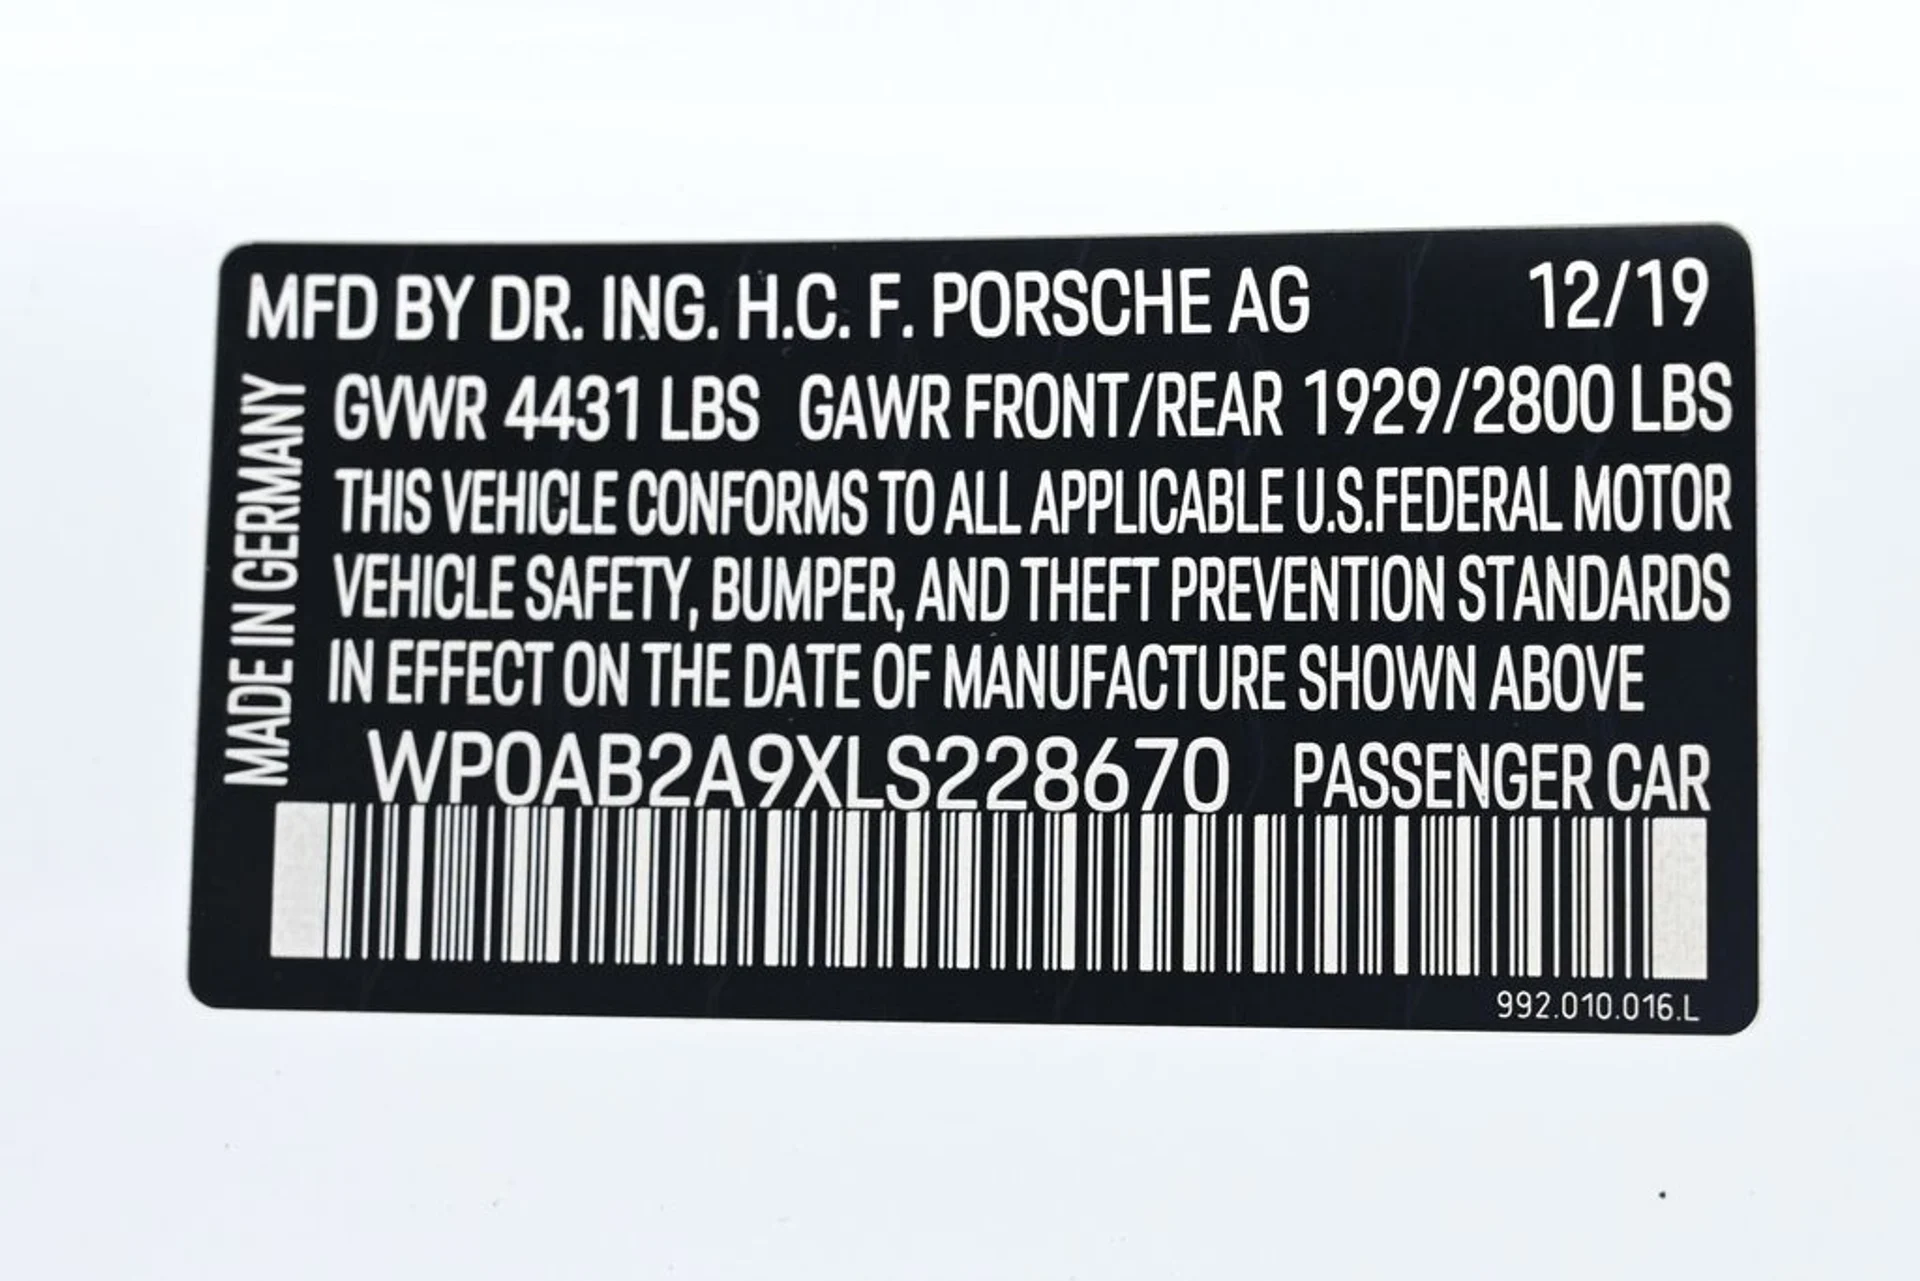 MFD BY DR. ING. H.C. F. PORSCHE AG 12/19
MADE IN GERMANY
GVWR 4431 LBS GAWR FRONT/REAR 1929/2800 LBS
THIS VEHICLE CONFORMS TO ALL APPLICABLE U.S.FEDERAL MOTOR
VEHICLE SAFETY, BUMPER, AND THEFT PREVENTION STANDARDS
IN EFFECT ON THE DATE OF MANUFACTURE SHOWN ABOVE
WP0AB2A9XLS228670 PASSENGER CAR
992.010.016.L